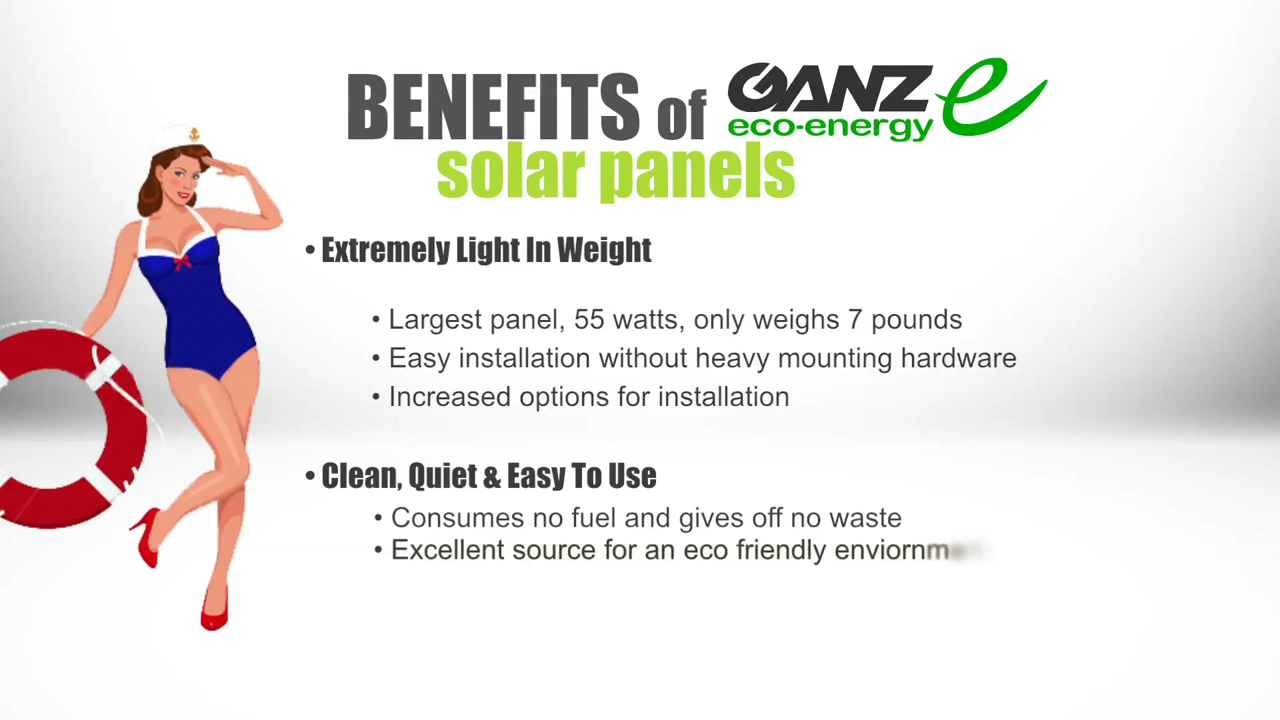 BENEFITS of GANZ e
eco-energy
solar panels
• Extremely Light In Weight
• Largest panel, 55 watts, only weighs 7 pounds
• Easy installation without heavy mounting hardware
• Increased options for installation
• Clean, Quiet & Easy To Use
• Consumes no fuel and gives off no waste
• Excellent source for an eco friendly